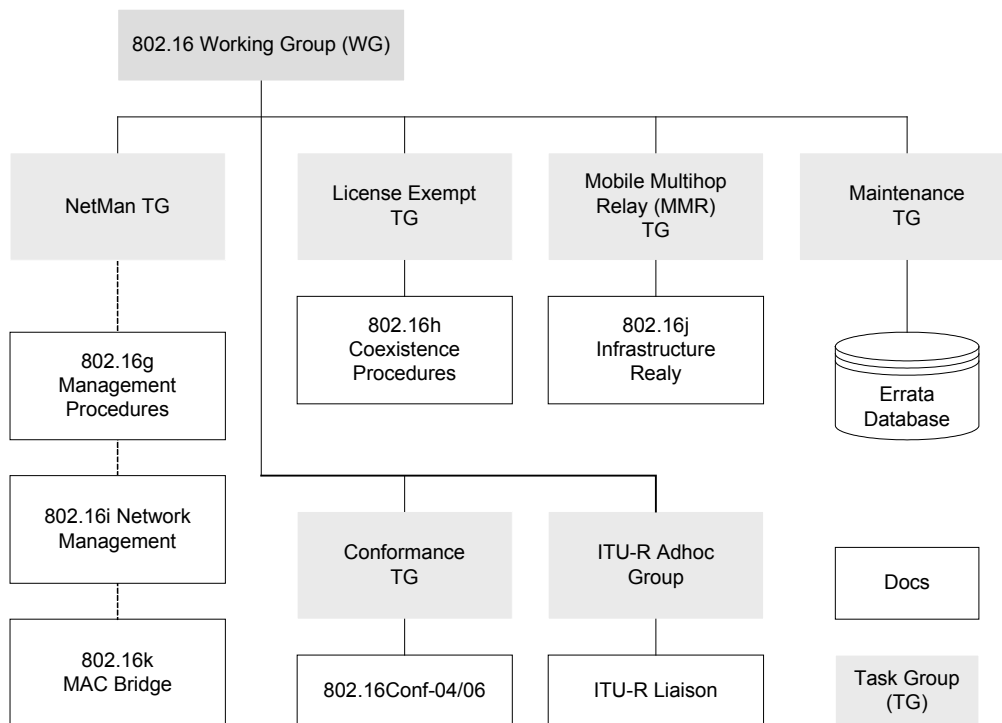 802.16 Working Group (WG)
NetMan TG
License Exempt
TG
Mobile Multihop
Relay (MMR)
TG
Maintenance
TG
802.16g
Management
Procedures
802.16h
Coexistence
Procedures
802.16j
Infrastructure
Realy
Errata
Database
802.16i Network
Management
Conformance
TG
ITU-R Adhoc
Group
Docs
802.16k
MAC Bridge
802.16Conf-04/06
ITU-R Liaison
Task Group
(TG)